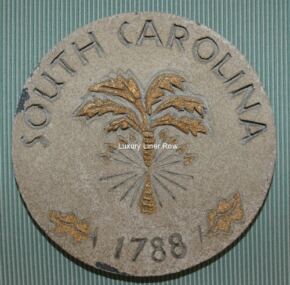 SOUTH CAROLINA
Luxury Liner Row
1788